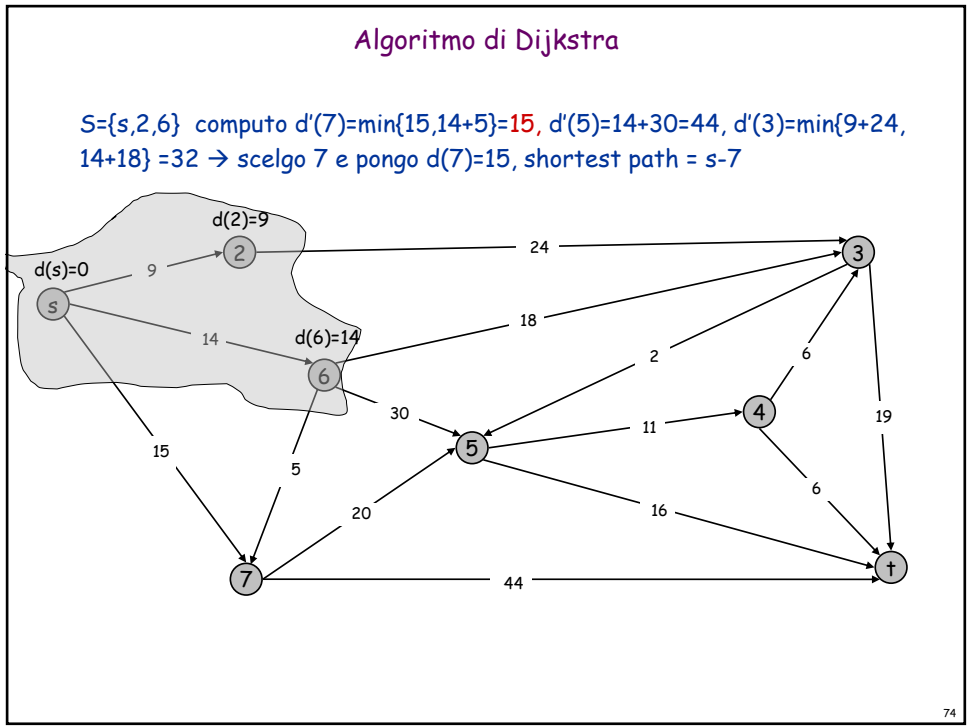 Algoritmo di Dijkstra
S={s,2,6} computo d'(7)=min{15,14+5}=15, d'(5)=14+30=44, d'(3)=min{9+24,
14+18} =32 → scelgo 7 e pongo d(7)=15, shortest path = s-7
d(2)=9
2
24
3
d(s)=0
9
s
18
14
d(6)=14
6
2
6
30
4
19
11
5
15
5
6
20
16
7
44
t
74